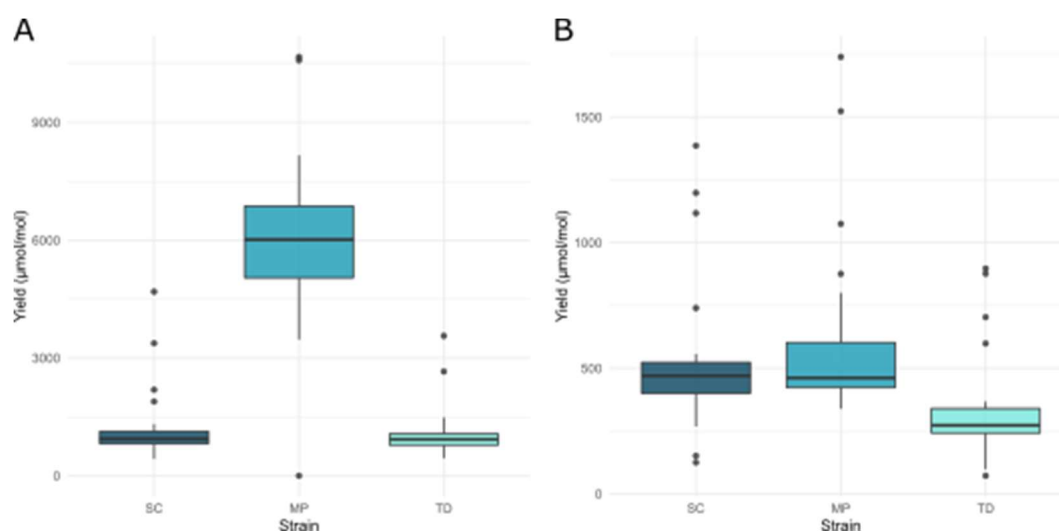 A
Yield (µmol/mol)
9000
6000
3000
0
SC MP TD
Strain
B
Yield (µmol/mol)
1500
1000
500
0
SC MP TD
Strain